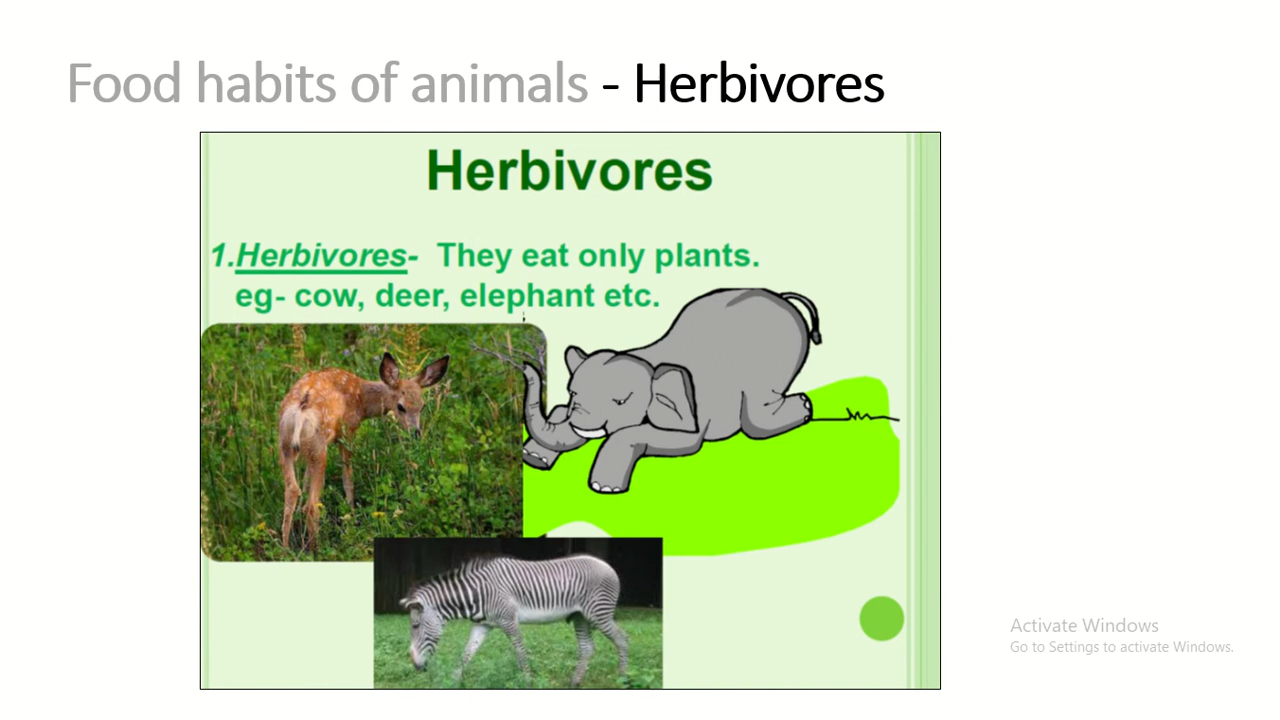 Food habits of animals - Herbivores
Herbivores
1.Herbivores- They eat only plants.
eg- cow, deer, elephant etc.
Activate Windows
Go to Settings to activate Windows.